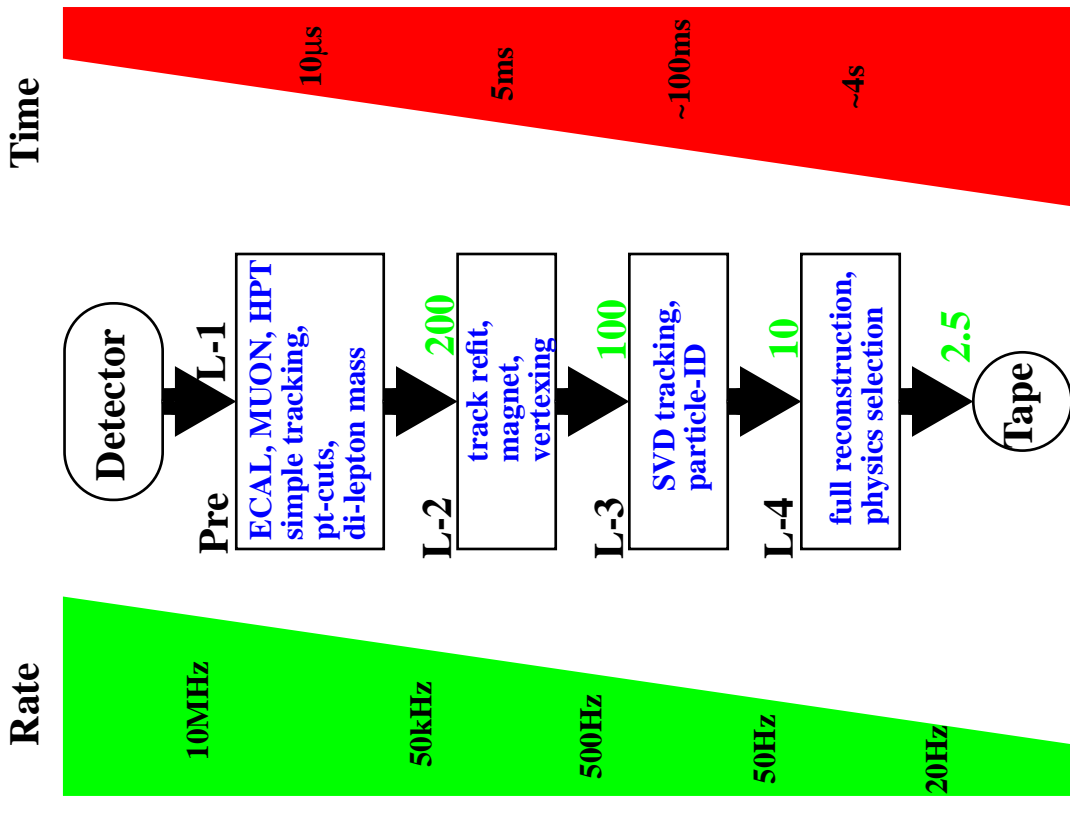 Rate
Time
Detector
10MHz
Pre
L-1
ECAL, MUON, HPT
simple tracking,
pt-cuts,
di-lepton mass
10μs
50kHz
L-2
200
track refit,
magnet,
vertexing
5ms
500Hz
L-3
100
SVD tracking,
particle-ID
~100ms
50Hz
L-4
10
full reconstruction,
physics selection
~4s
20Hz
2.5
Tape